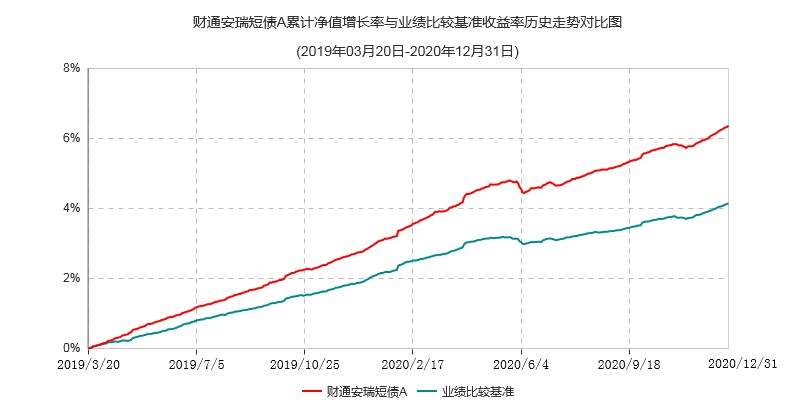 财通安瑞短债A累计净值增长率与业绩比较基准收益率历史走势对比图
(2019年03月20日-2020年12月31日)
8%
6%
4%
2%
0%
2019/3/20 2019/7/5 2019/10/25 2020/2/17 2020/6/4 2020/9/18 2020/12/31
财通安瑞短债A 业绩比较基准